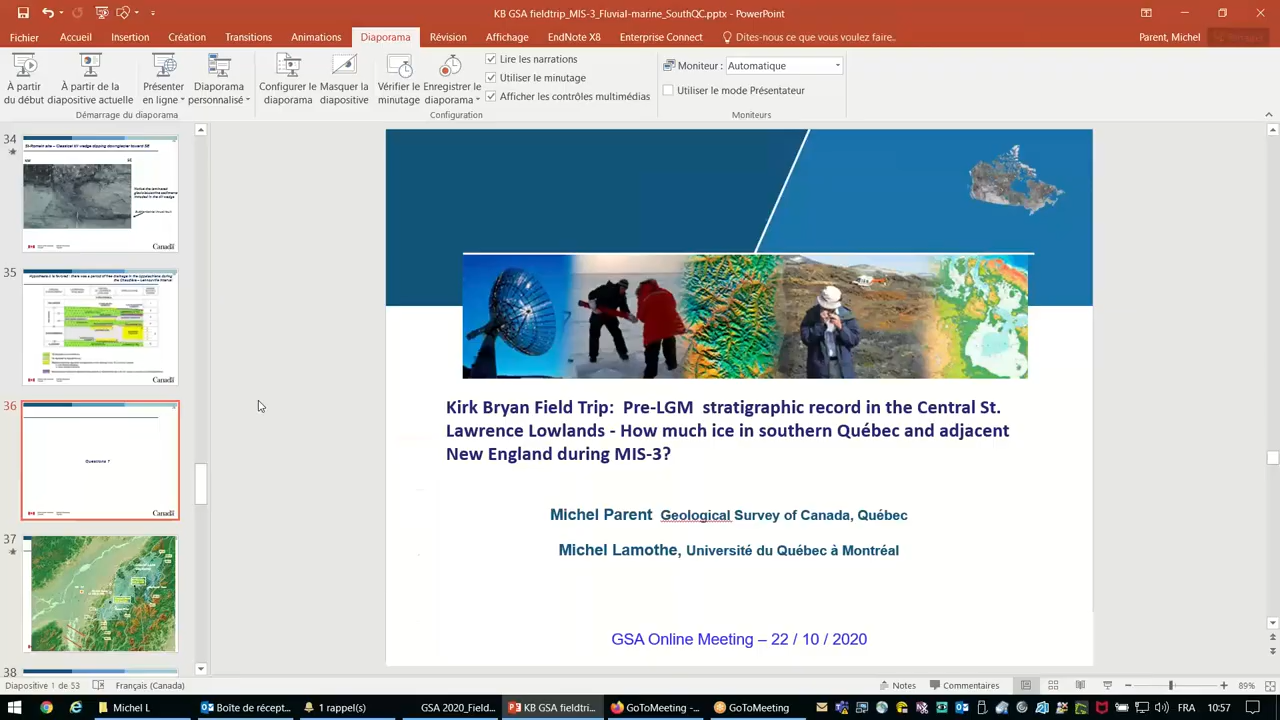 KB GSA fieldtrip_MIS-3_Fluvial-marine_SouthQC.pptx - PowerPoint
Fichier Accueil Insertion Création Transitions Animations Diaporama Révision Affichage EndNote X8 Enterprise Connect Dites-nous ce que vous voulez faire.. Parent, Michel
À partir du début
À partir de la diapositive actuelle
Présenter en ligne
Diaporama personnalisé
Démarrage du diaporama
Configurer le diaporama
Masquer la diapositive
Vérifier le minutage
Enregistrer le diaporama
Lire les narrations
Utiliser le minutage
Afficher les contrôles multimédias
Configuration
Moniteur : Automatique
Utiliser le mode Présentateur
Moniteurs
34
Canada
35
Canada
36
Questions ?
Canada
37
38
Kirk Bryan Field Trip: Pre-LGM stratigraphic record in the Central St.
Lawrence Lowlands - How much ice in southern Québec and adjacent
New England during MIS-3?
Michel Parent Geological Survey of Canada, Québec
Michel Lamothe, Université du Québec à Montréal
GSA Online Meeting – 22 / 10 / 2020
Diapositive 1 de 53 Français (Canada) Notes Commentaires 89%
Michel L Boîte de récept... 1 rappel(s) GSA 2020_Field... KB GSA fieldtri... GoToMeeting -... GoToMeeting FRA 10:57